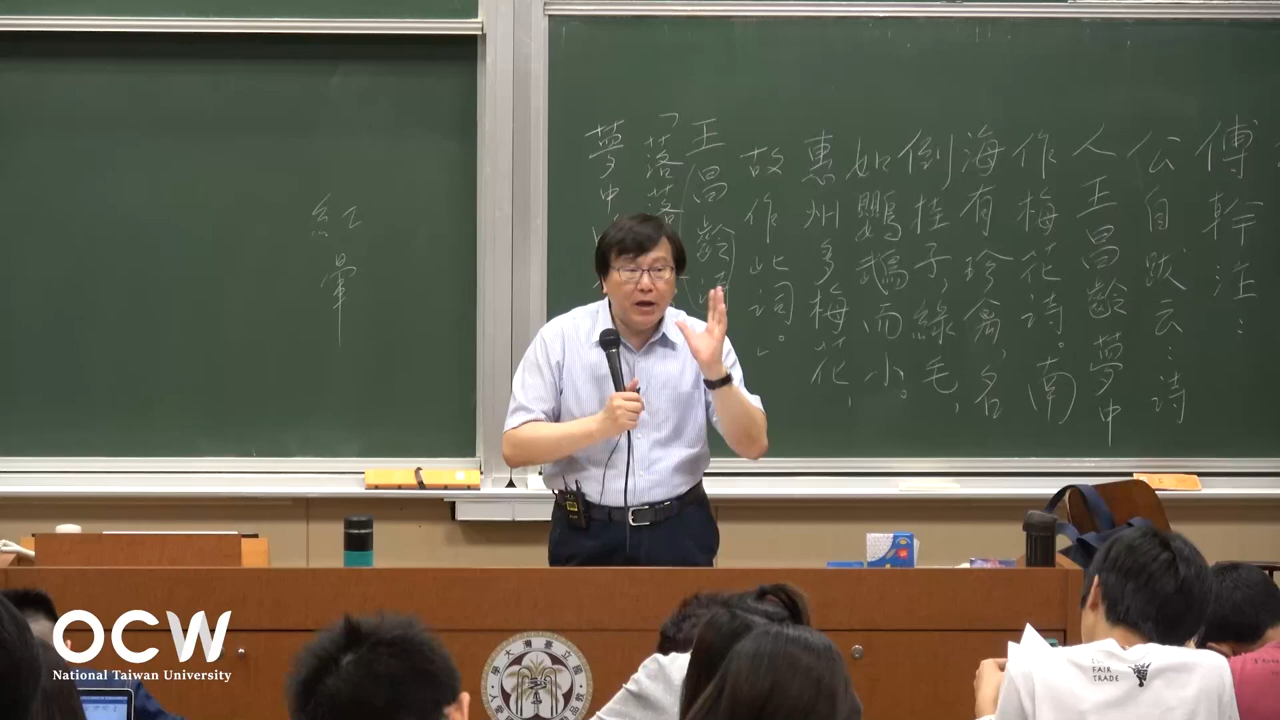 傅幹注：
公自跋云：詩
人王昌齡夢中
作梅花詩。南
海有珍禽，名
倒桂子，綠毛，
如鸚鵡而小。
惠州多梅花，
故作此詞。」
王昌齡
「落落
夢中
紅暈
OCW
National Taiwan University
FAIR
TRADE